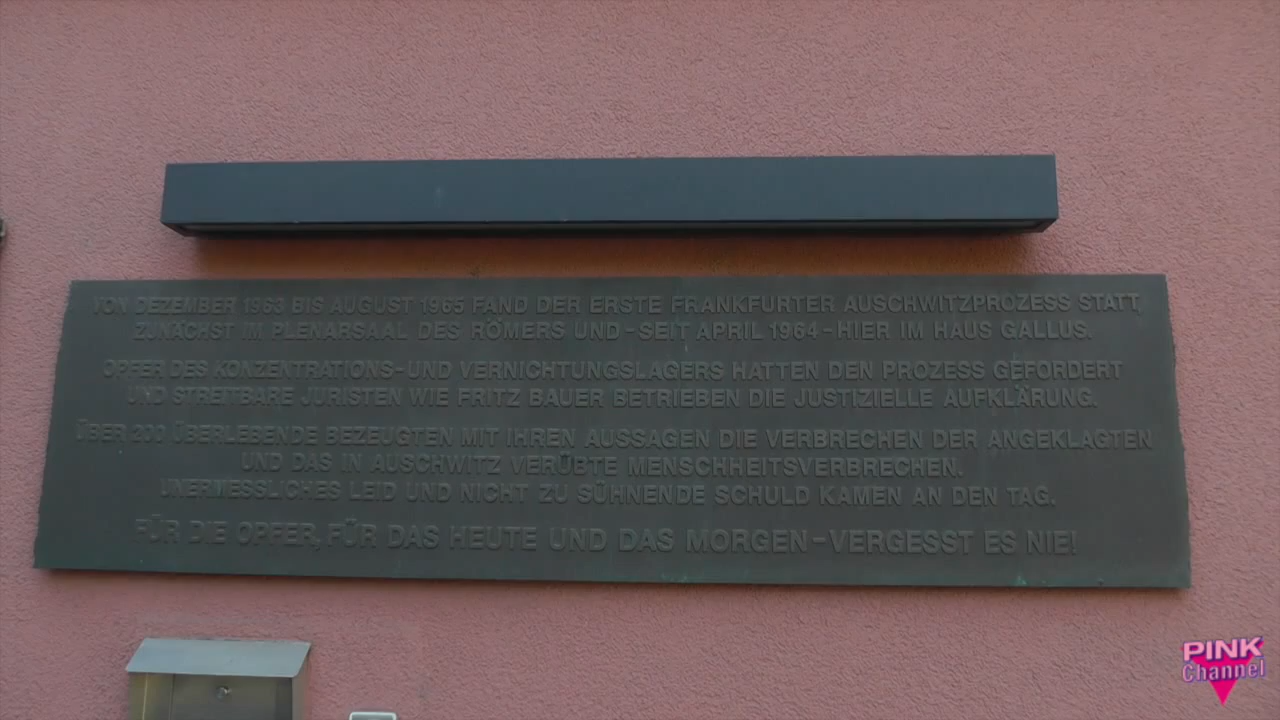 VON DEZEMBER 1963 BIS AUGUST 1965 FAND DER ERSTE FRANKFURTER AUSCHWITZPROZESS STATT,
ZUNÄCHST IM PLENARSAAL DES RÖMERS UND - SEIT APRIL 1964 - HIER IM HAUS GALLUS.
OPFER DES KONZENTRATIONS- UND VERNICHTUNGSLAGERS HATTEN DEN PROZESS GEFORDERT
UND STREITBARE JURISTEN WIE FRITZ BAUER BETRIEBEN DIE JUSTIZIELLE AUFKLÄRUNG.
ÜBER 200 ÜBERLEBENDE BEZEUGTEN MIT IHREN AUSSAGEN DIE VERBRECHEN DER ANGEKLAGTEN
UND DAS IN AUSCHWITZ VERÜBTE MENSCHHEITSVERBRECHEN.
UNERMESSLICHES LEID UND NICHT ZU SÜHNENDE SCHULD KAMEN AN DEN TAG.
FÜR DIE OPFER, FÜR DAS HEUTE UND DAS MORGEN - VERGESST ES NIE!
PINK
Channel